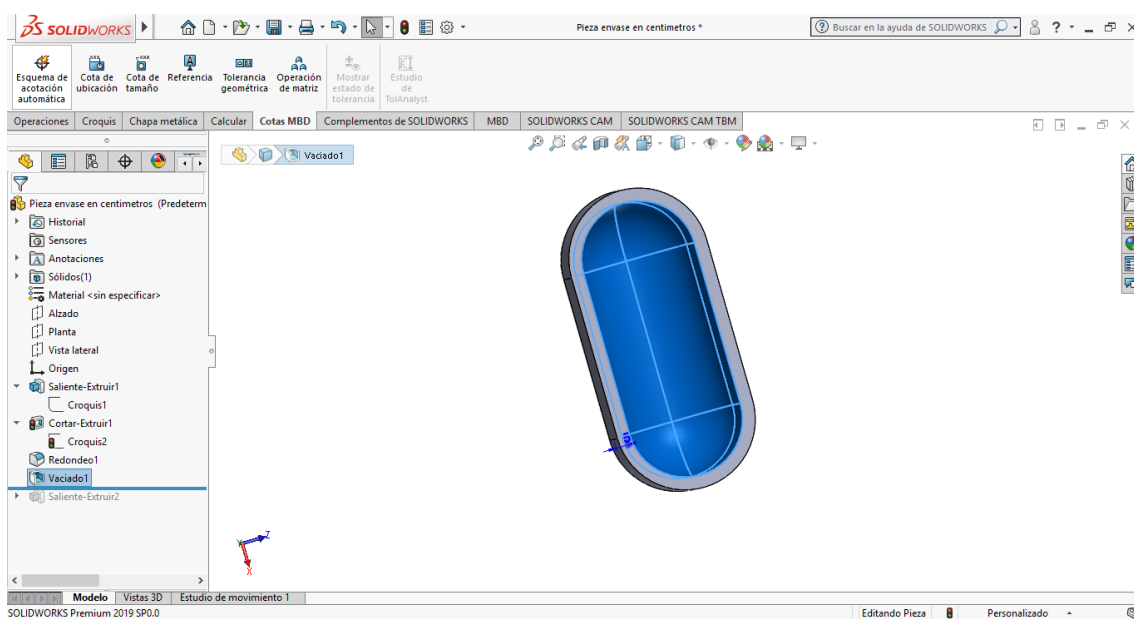 SOLIDWORKS
Pieza envase en centimetros *
Buscar en la ayuda de SOLIDWORKS
?
Esquema de acotación automática
Cota de ubicación
Cota de tamaño
Referencia
Tolerancia geométrica
Operación de matriz
Mostrar estado de tolerancia
Estudio de TolAnalyst
Operaciones Croquis Chapa metálica Calcular Cotas MBD Complementos de SOLIDWORKS MBD SOLIDWORKS CAM SOLIDWORKS CAM TBM
Vaciado1
Pieza envase en centimetros (Predeterm
Historial
Sensores
Anotaciones
Sólidos(1)
Material <sin especificar>
Alzado
Planta
Vista lateral
Origen
Saliente-Extruir1
Croquis1
Cortar-Extruir1
Croquis2
Redondeo1
Vaciado1
Saliente-Extruir2
Y
Z
X
Modelo Vistas 3D Estudio de movimiento 1
SOLIDWORKS Premium 2019 SP0.0
Editando Pieza
Personalizado